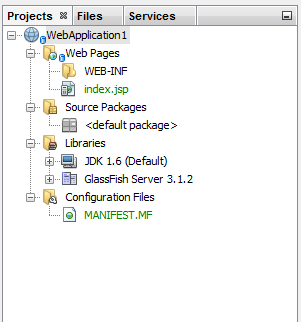 Projects Files Services
WebApplication1
Web Pages
WEB-INF
index.jsp
Source Packages
<default package>
Libraries
JDK 1.6 (Default)
GlassFish Server 3.1.2
Configuration Files
MANIFEST.MF